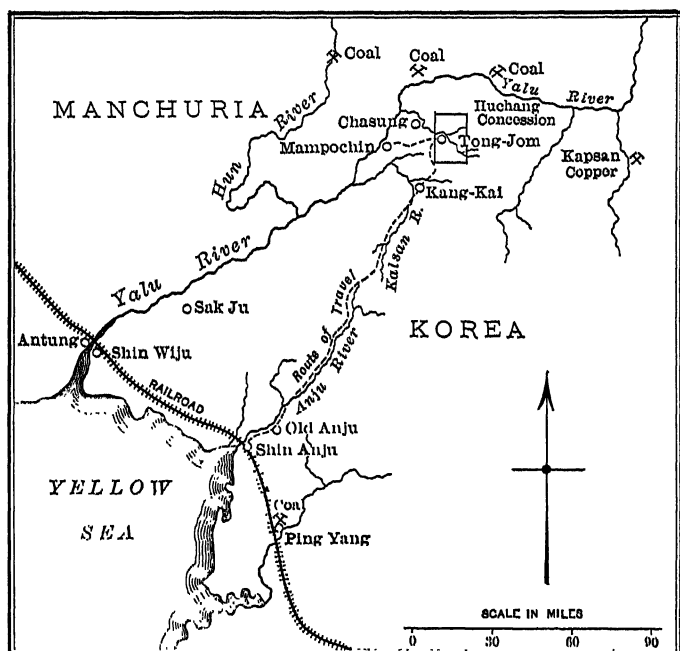 Coal
Coal
Coal
Yalu River
MANCHURIA
Hun River
Huchang
Concession
Chasung
Tong-Jom
Mampochin
Kapsan
Copper
Kang-Kai
Kalsan R.
Yalu River
Sak Ju
Route of Travel
KOREA
Antung
Shin Wiju
Anju River
RAILROAD
Old Anju
Shin Anju
YELLOW
SEA
Coal
Ping Yang
SCALE IN MILES
0 30 60 90